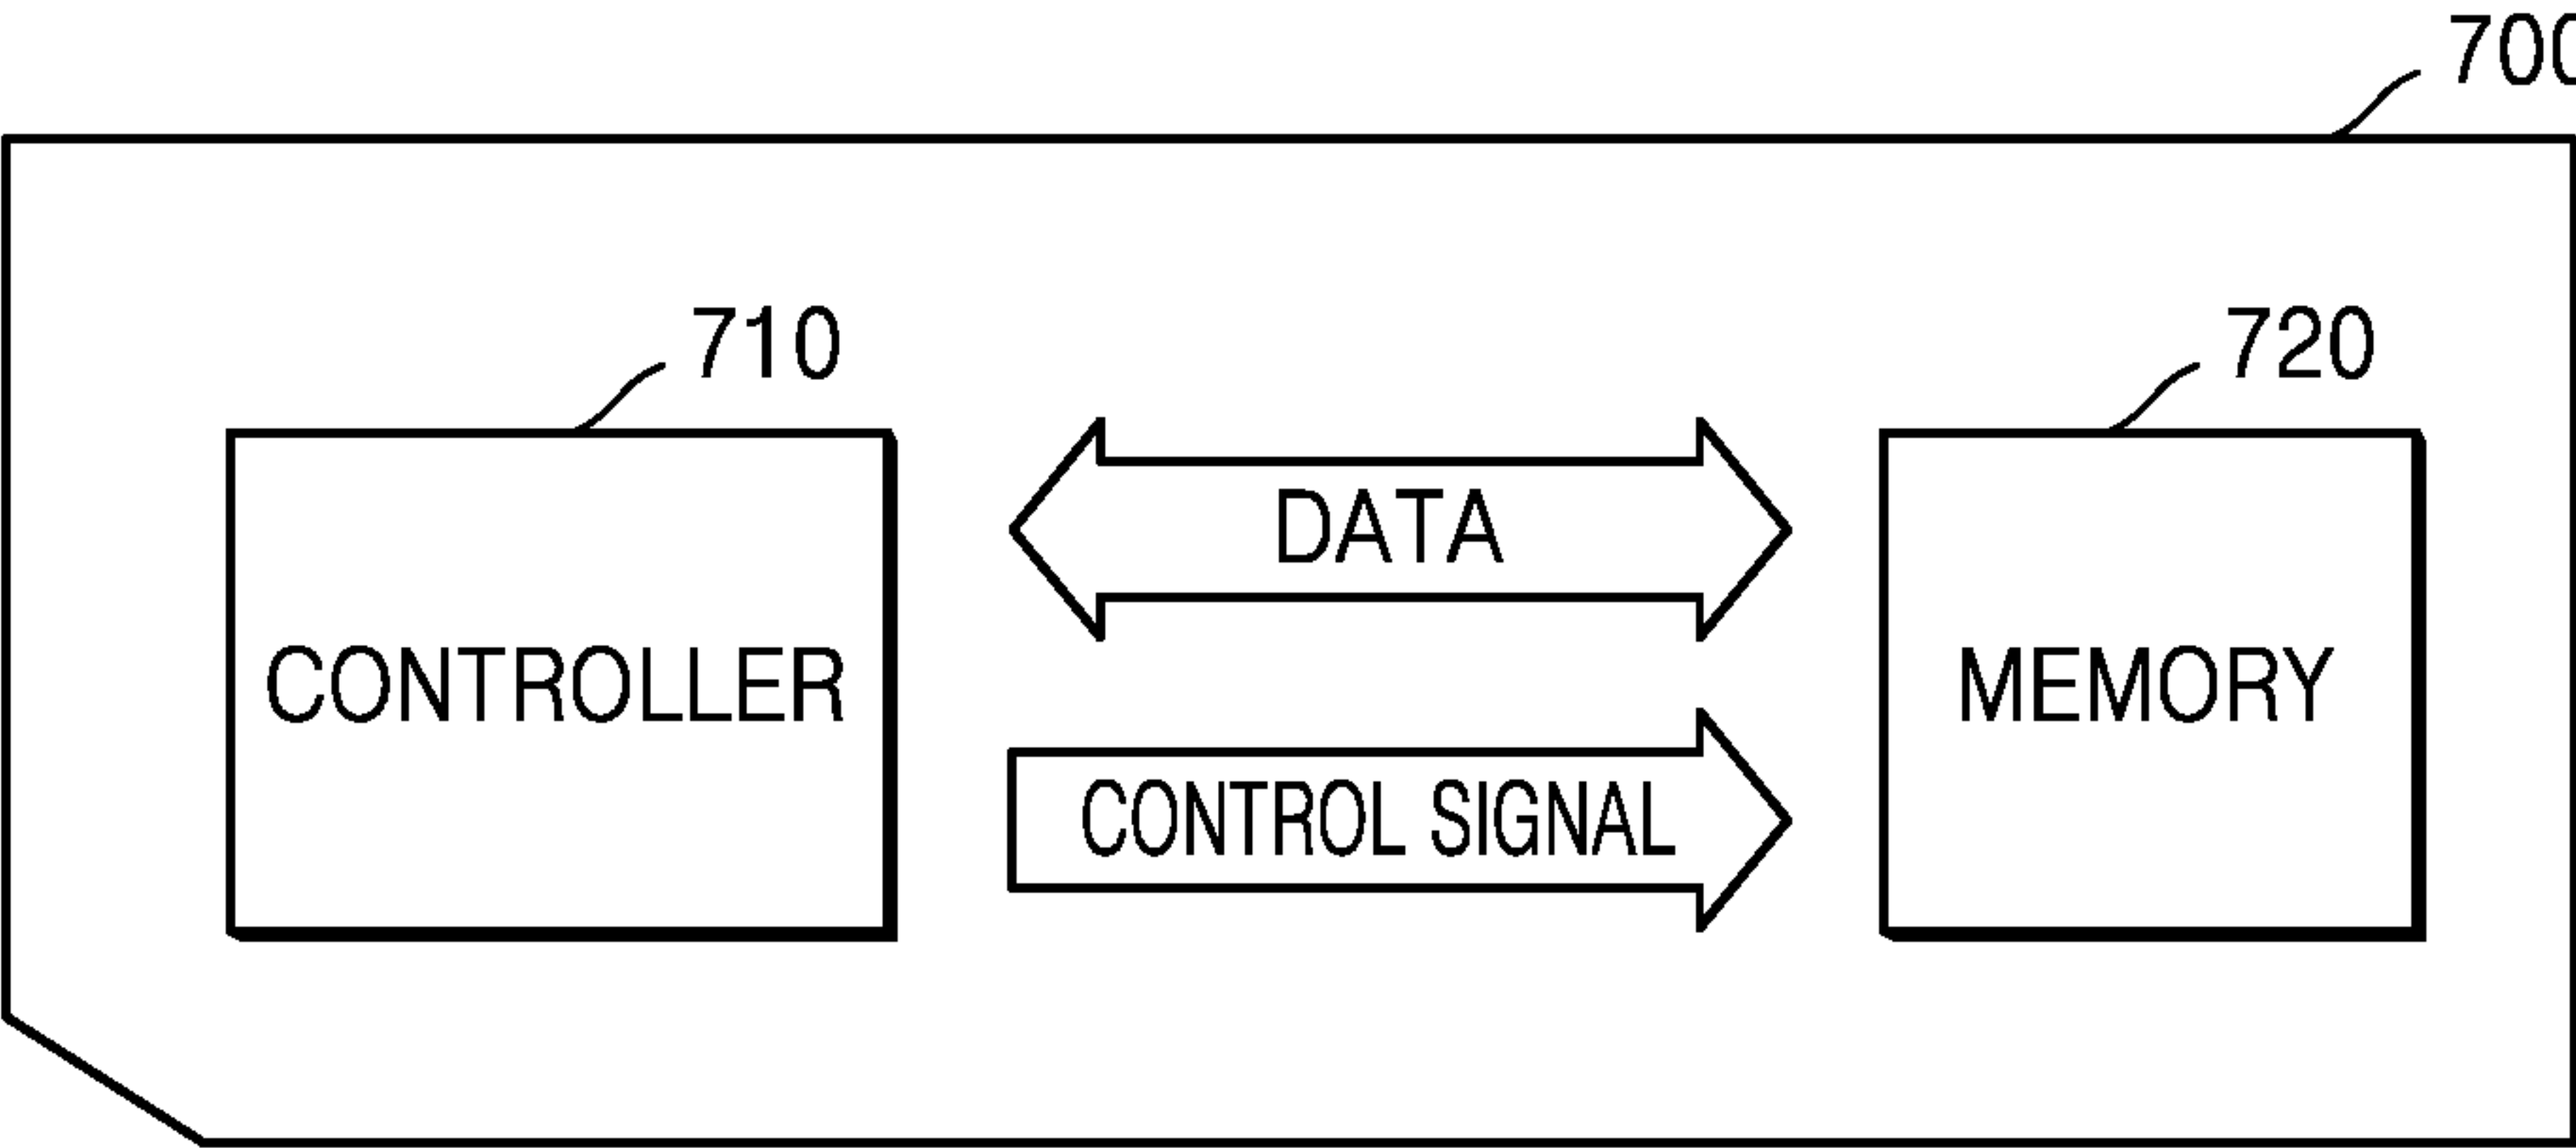 700
710
720
DATA
CONTROLLER
MEMORY
CONTROL SIGNAL